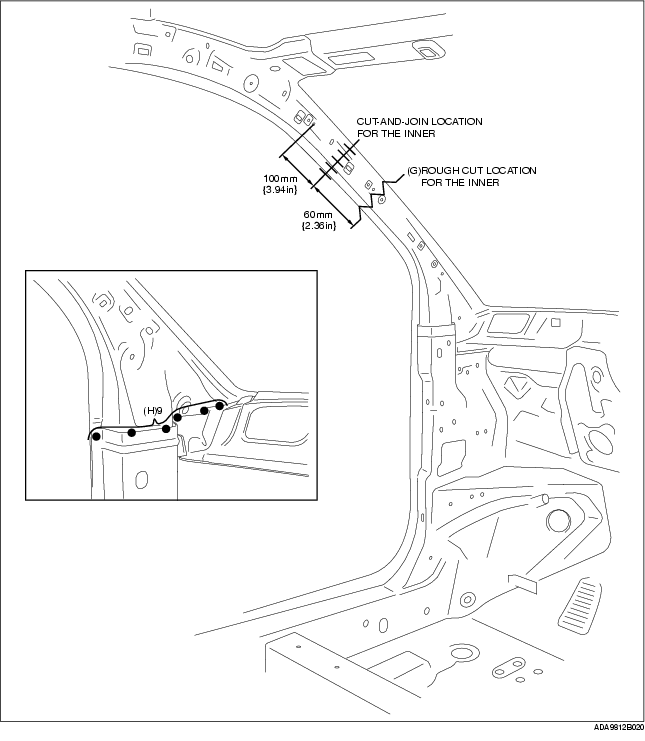 CUT-AND-JOIN LOCATION
FOR THE INNER
(G)ROUGH CUT LOCATION
FOR THE INNER
100mm
{3.94in}
60mm
{2.36in}
(H)9
ADA9812B020